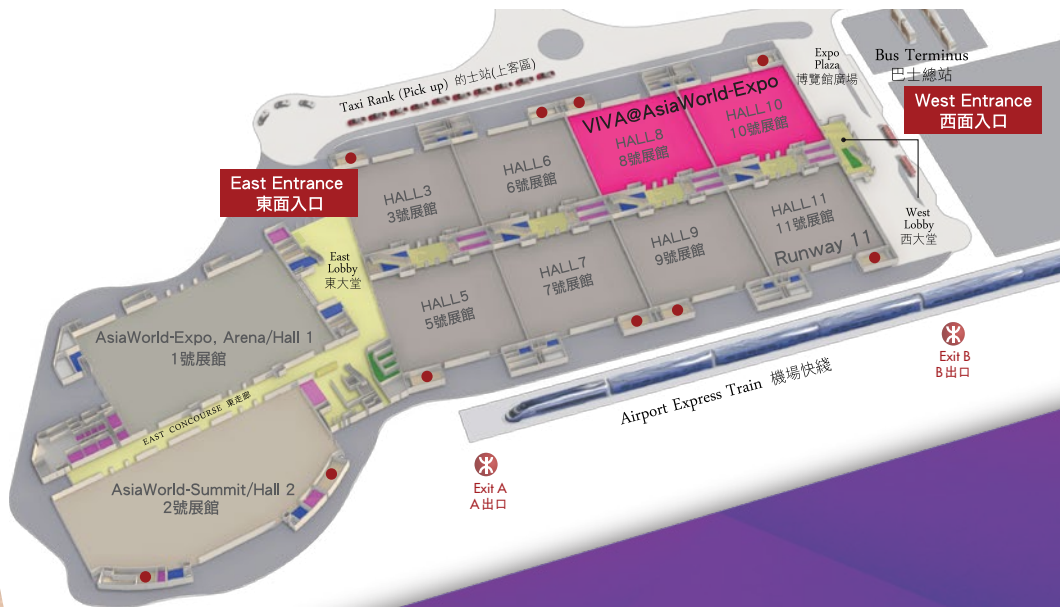 Taxi Rank (Pick up) 的士站(上客區)
Expo
Plaza
博覽館廣場
Bus Terminus
巴士總站
West Entrance
西面入口
VIVA@AsiaWorld-Expo
HALL10
10號展館
HALL8
8號展館
HALL6
6號展館
HALL3
3號展館
East Entrance
東面入口
HALL11
11號展館
Runway 11
West
Lobby
西大堂
HALL9
9號展館
HALL7
7號展館
HALL5
5號展館
East
Lobby
東大堂
AsiaWorld-Expo, Arena/Hall 1
1號展館
EAST CONCOURSE 東走廊
Airport Express Train 機場快綫
Exit B
B出口
Exit A
A出口
AsiaWorld-Summit/Hall 2
2號展館